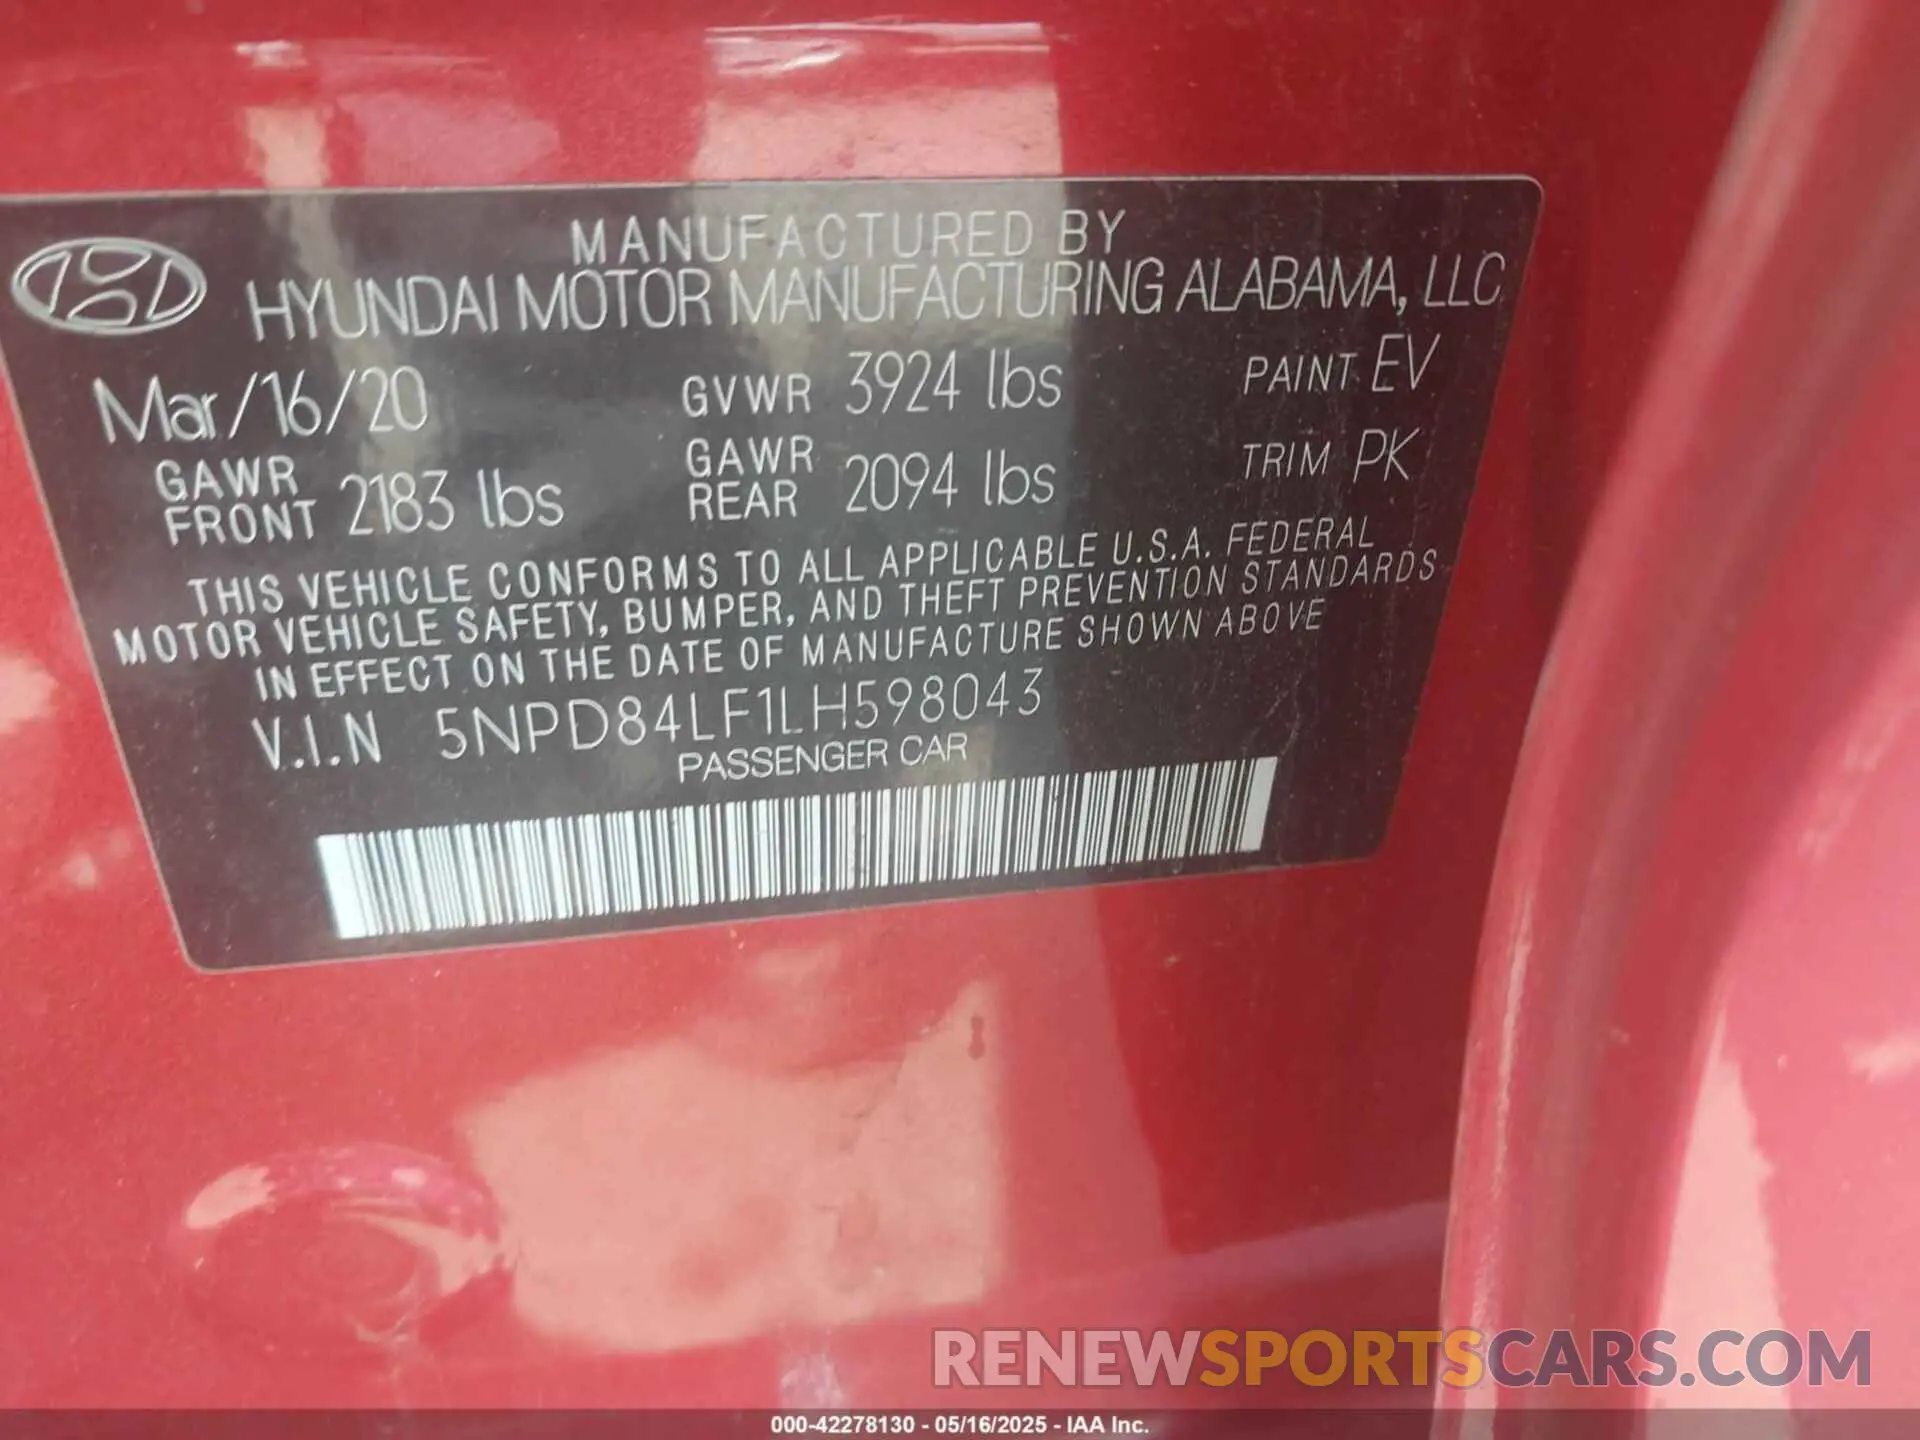 MANUFACTURED BY
HYUNDAI MOTOR MANUFACTURING ALABAMA, LLC
Mar/16/20 GVWR 3924 lbs PAINT EV
GAWR FRONT 2183 lbs GAWR REAR 2094 lbs TRIM PK
THIS VEHICLE CONFORMS TO ALL APPLICABLE U.S.A. FEDERAL
MOTOR VEHICLE SAFETY, BUMPER, AND THEFT PREVENTION STANDARDS
IN EFFECT ON THE DATE OF MANUFACTURE SHOWN ABOVE
V.I.N 5NPD84LF1LH598043
PASSENGER CAR
RENEWSPORTSCARS.COM
000-42278130 - 05/16/2025 - IAA Inc.